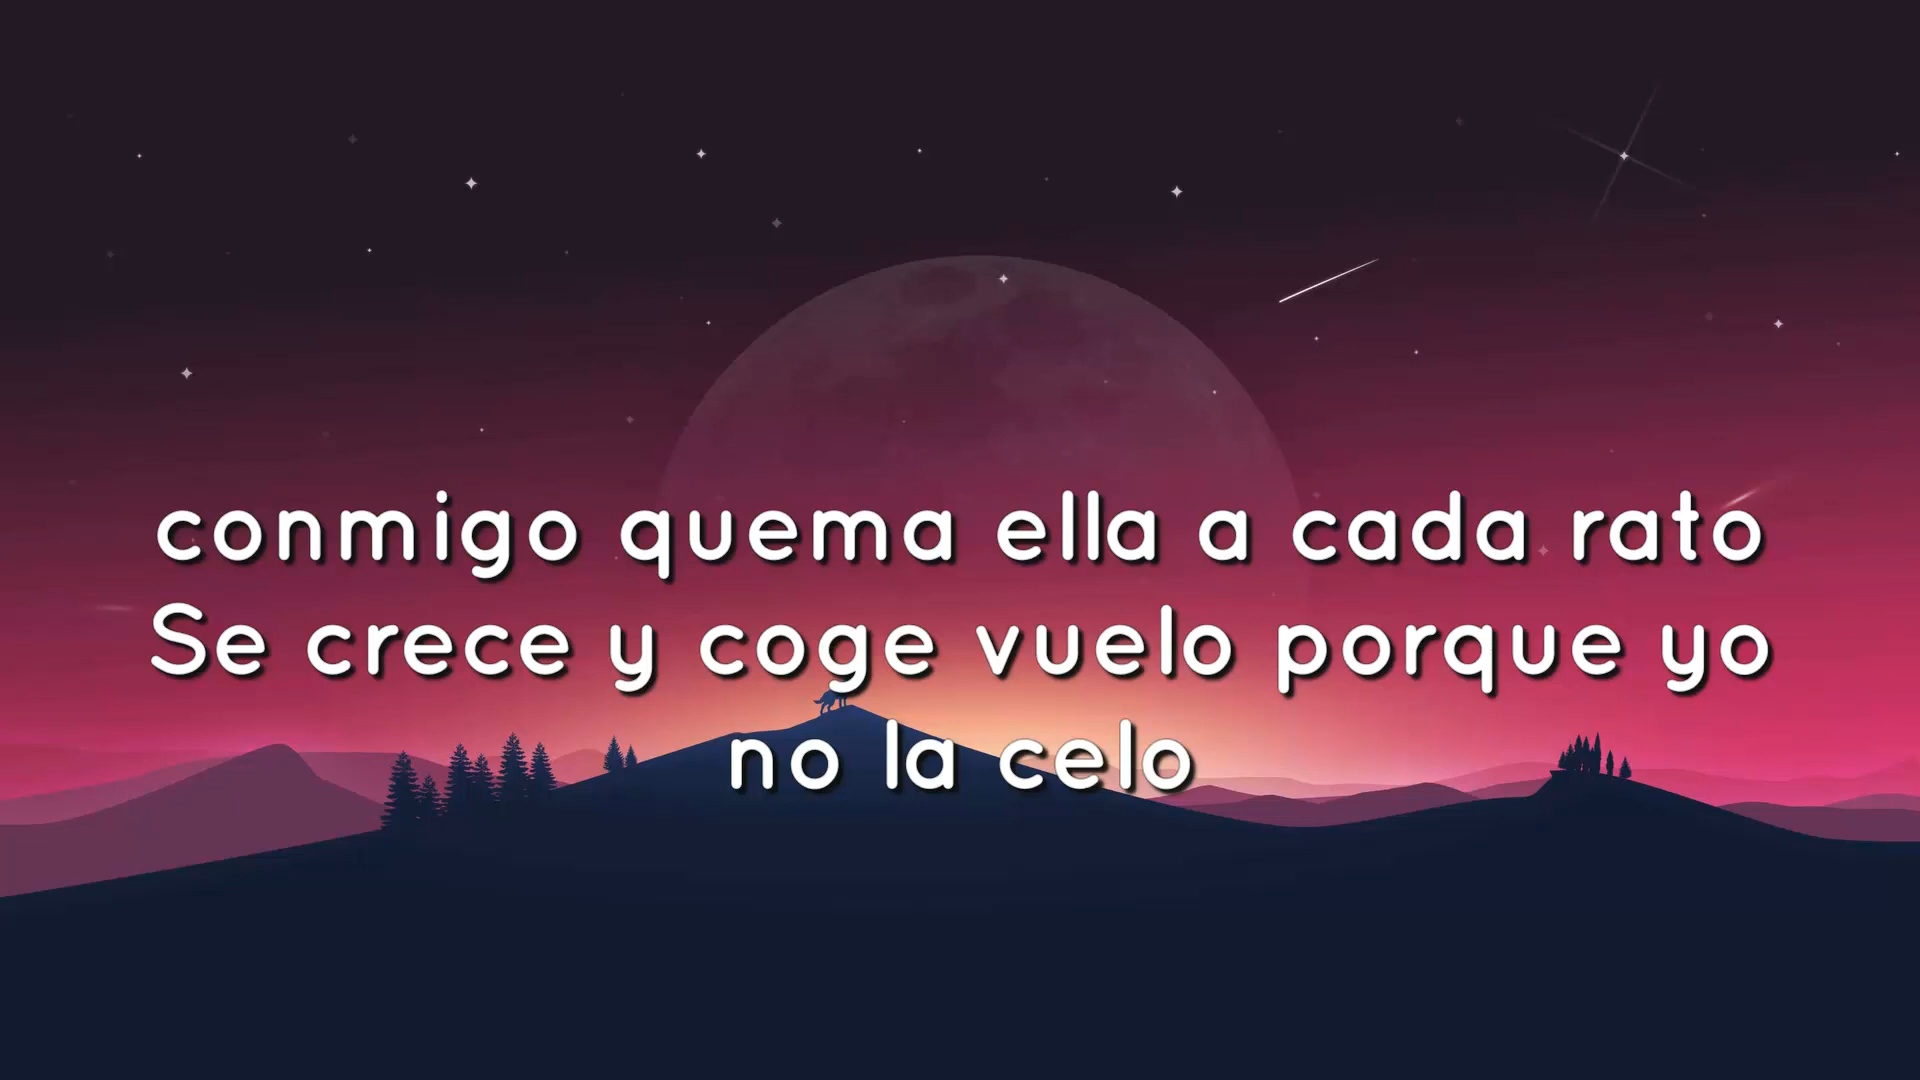 conmigo quema ella a cada rato
Se crece y coge vuelo porque yo
no la celo